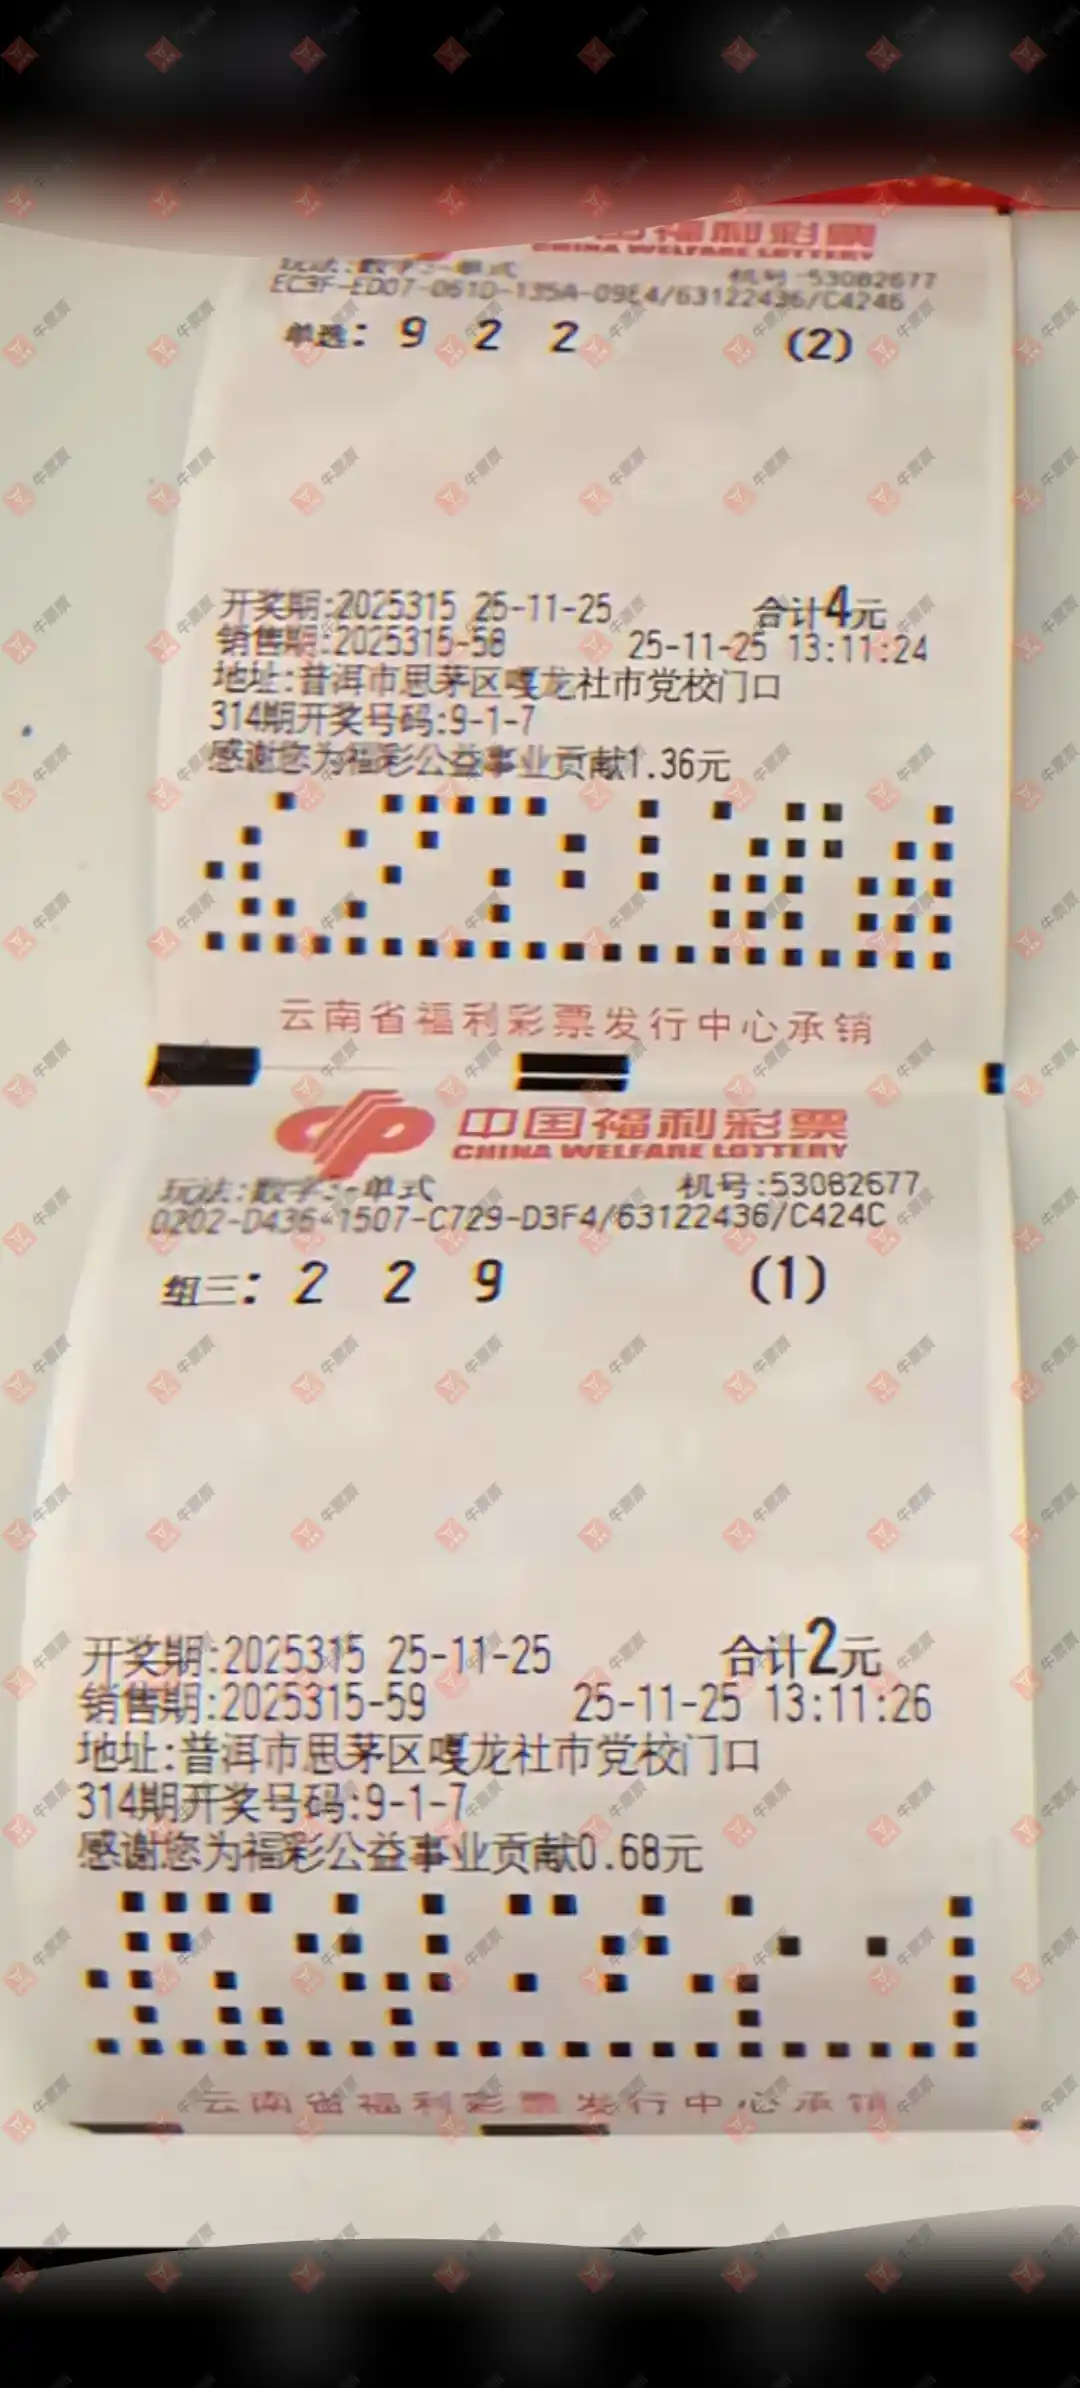 中国福利彩票
CHINA WELFARE LOTTERY
玩法:数字3-单式 机号:53082677
EC3F-ED07-061D-135A-09E4/63122436/C4246
单选: 9 2 2 (2)
开奖期:2025315 25-11-25 合计4元
销售期:2025315-58 25-11-25 13:11:24
地址:普洱市思茅区嘎龙社市党校门口
314期开奖号码:9-1-7
感谢您为福彩公益事业贡献1.36元
云南省福利彩票发行中心承销
中国福利彩票
CHINA WELFARE LOTTERY
玩法:数字3-单式 机号:53082677
0202-D436-1507-C729-D3F4/63122436/C424C
组三: 2 2 9 (1)
开奖期:2025315 25-11-25 合计2元
销售期:2025315-59 25-11-25 13:11:26
地址:普洱市思茅区嘎龙社市党校门口
314期开奖号码:9-1-7
感谢您为福彩公益事业贡献0.68元
云南省福利彩票发行中心承销
牛票票